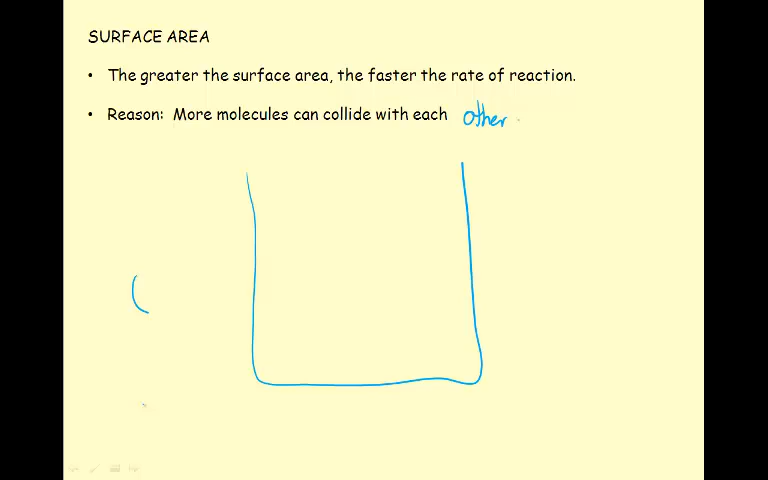 SURFACE AREA
• The greater the surface area, the faster the rate of reaction.
• Reason: More molecules can collide with each other